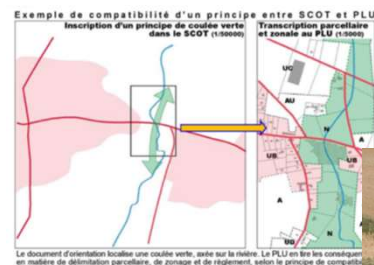 Exemple de compatibilité d'un principe entre SCOT et PLU
Inscription d'un principe de coulée verte
dans le SCOT (1/50000)
Transcription parcellaire
et zonale au PLU (1/5000)
UC
AU
N
UB
UB
A
A
N
UB
Le document d'orientation localise une coulée verte, axée sur la rivière. Le PLU en tire les conséquen
en matière de délimitation parcellaire, de zonage et de règlement, selon le principe de compatibi